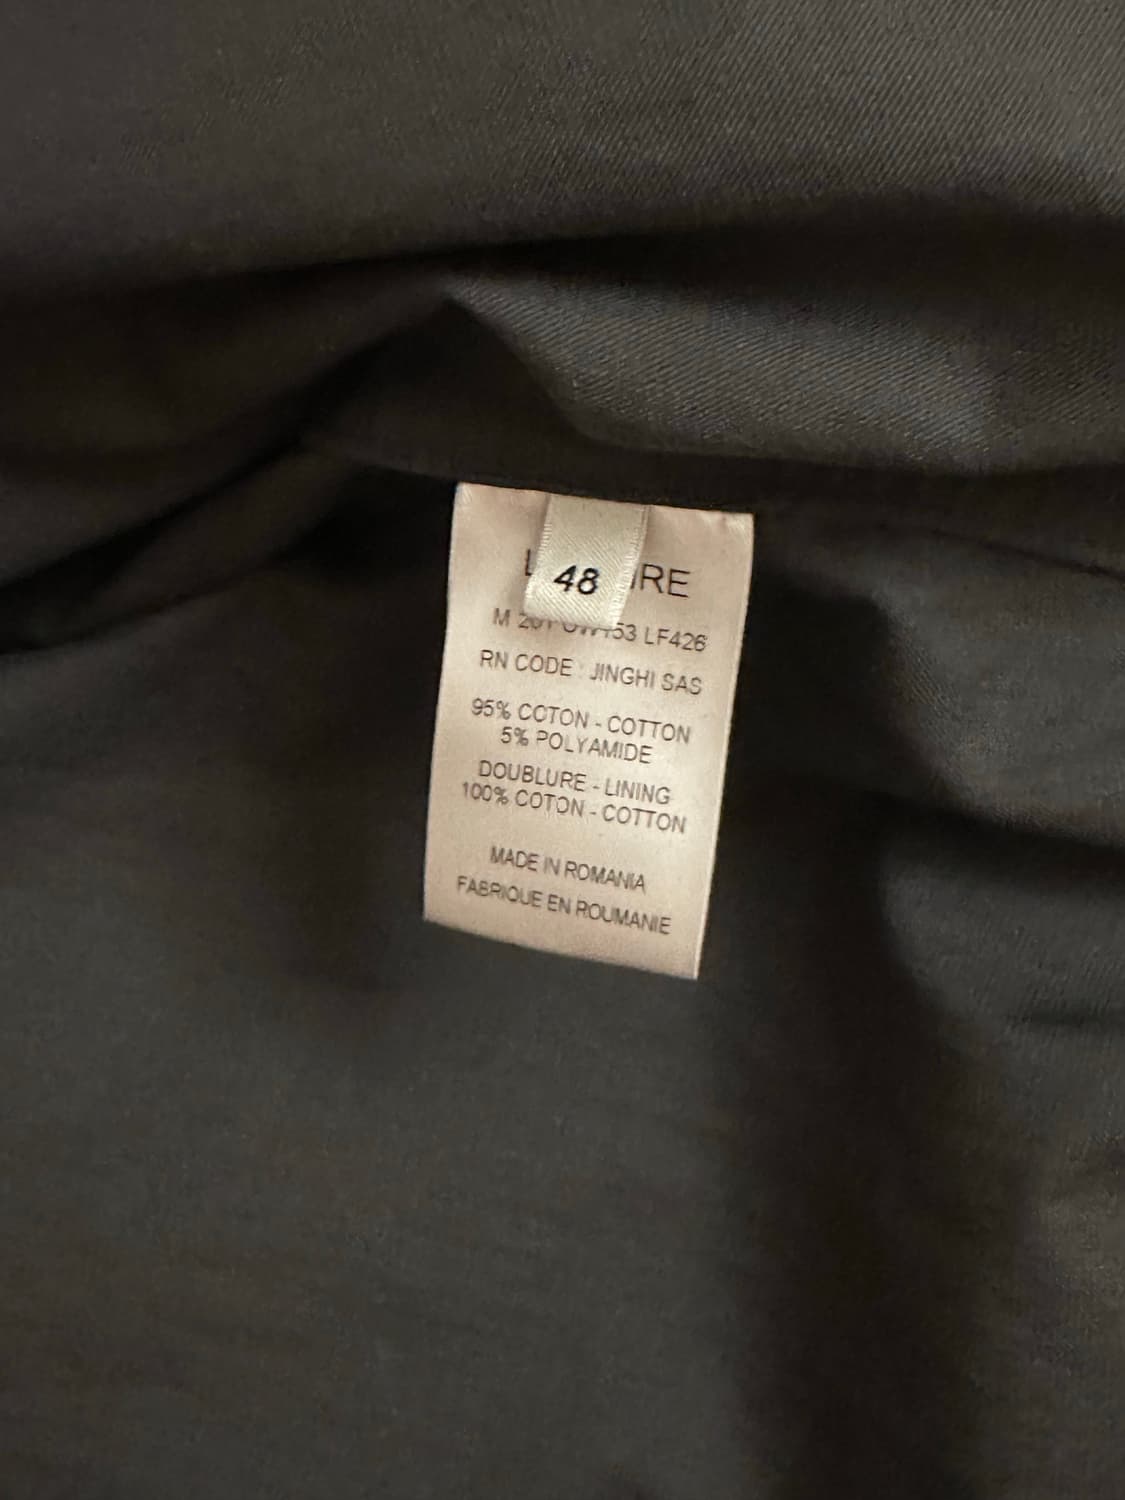 48
LF426
RN CODE : JINGHI SAS
95% COTON - COTTON
5% POLYAMIDE
DOUBLURE - LINING
100% COTON - COTTON
MADE IN ROMANIA
FABRIQUE EN ROUMANIE